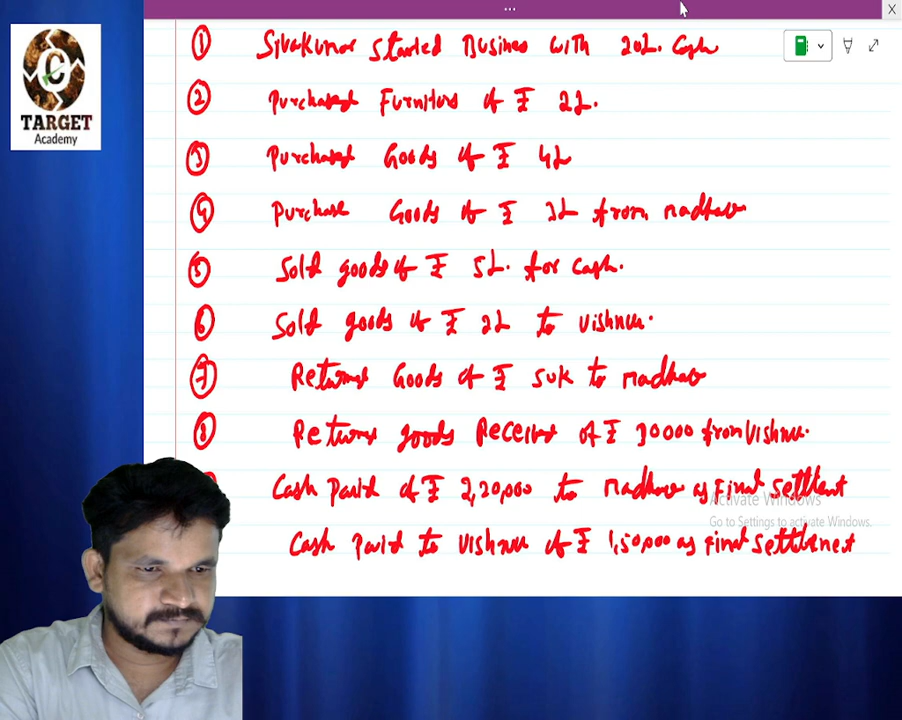 TARGET
Academy
① Sivakumar Started Business with 20L. Cash
② Purchased Furniture of ₹ 2L.
③ Purchased Goods of ₹ 4L
④ Purchase Goods of ₹ 3L from Madhav
⑤ Sold goods of ₹ 5L. for cash.
⑥ Sold goods of ₹ 2L to Vishnu.
⑦ Returned Goods of ₹ 50K to Madhav
⑧ Returned goods Received of ₹ 30000 from Vishnu.
Cash Paid of ₹ 2,20,000 to Madhav as Final Settlent
Activate Windows
Go to Settings to activate Windows.
Cash Paid to Vishnu of ₹ 1,50,000 as Final Settlement